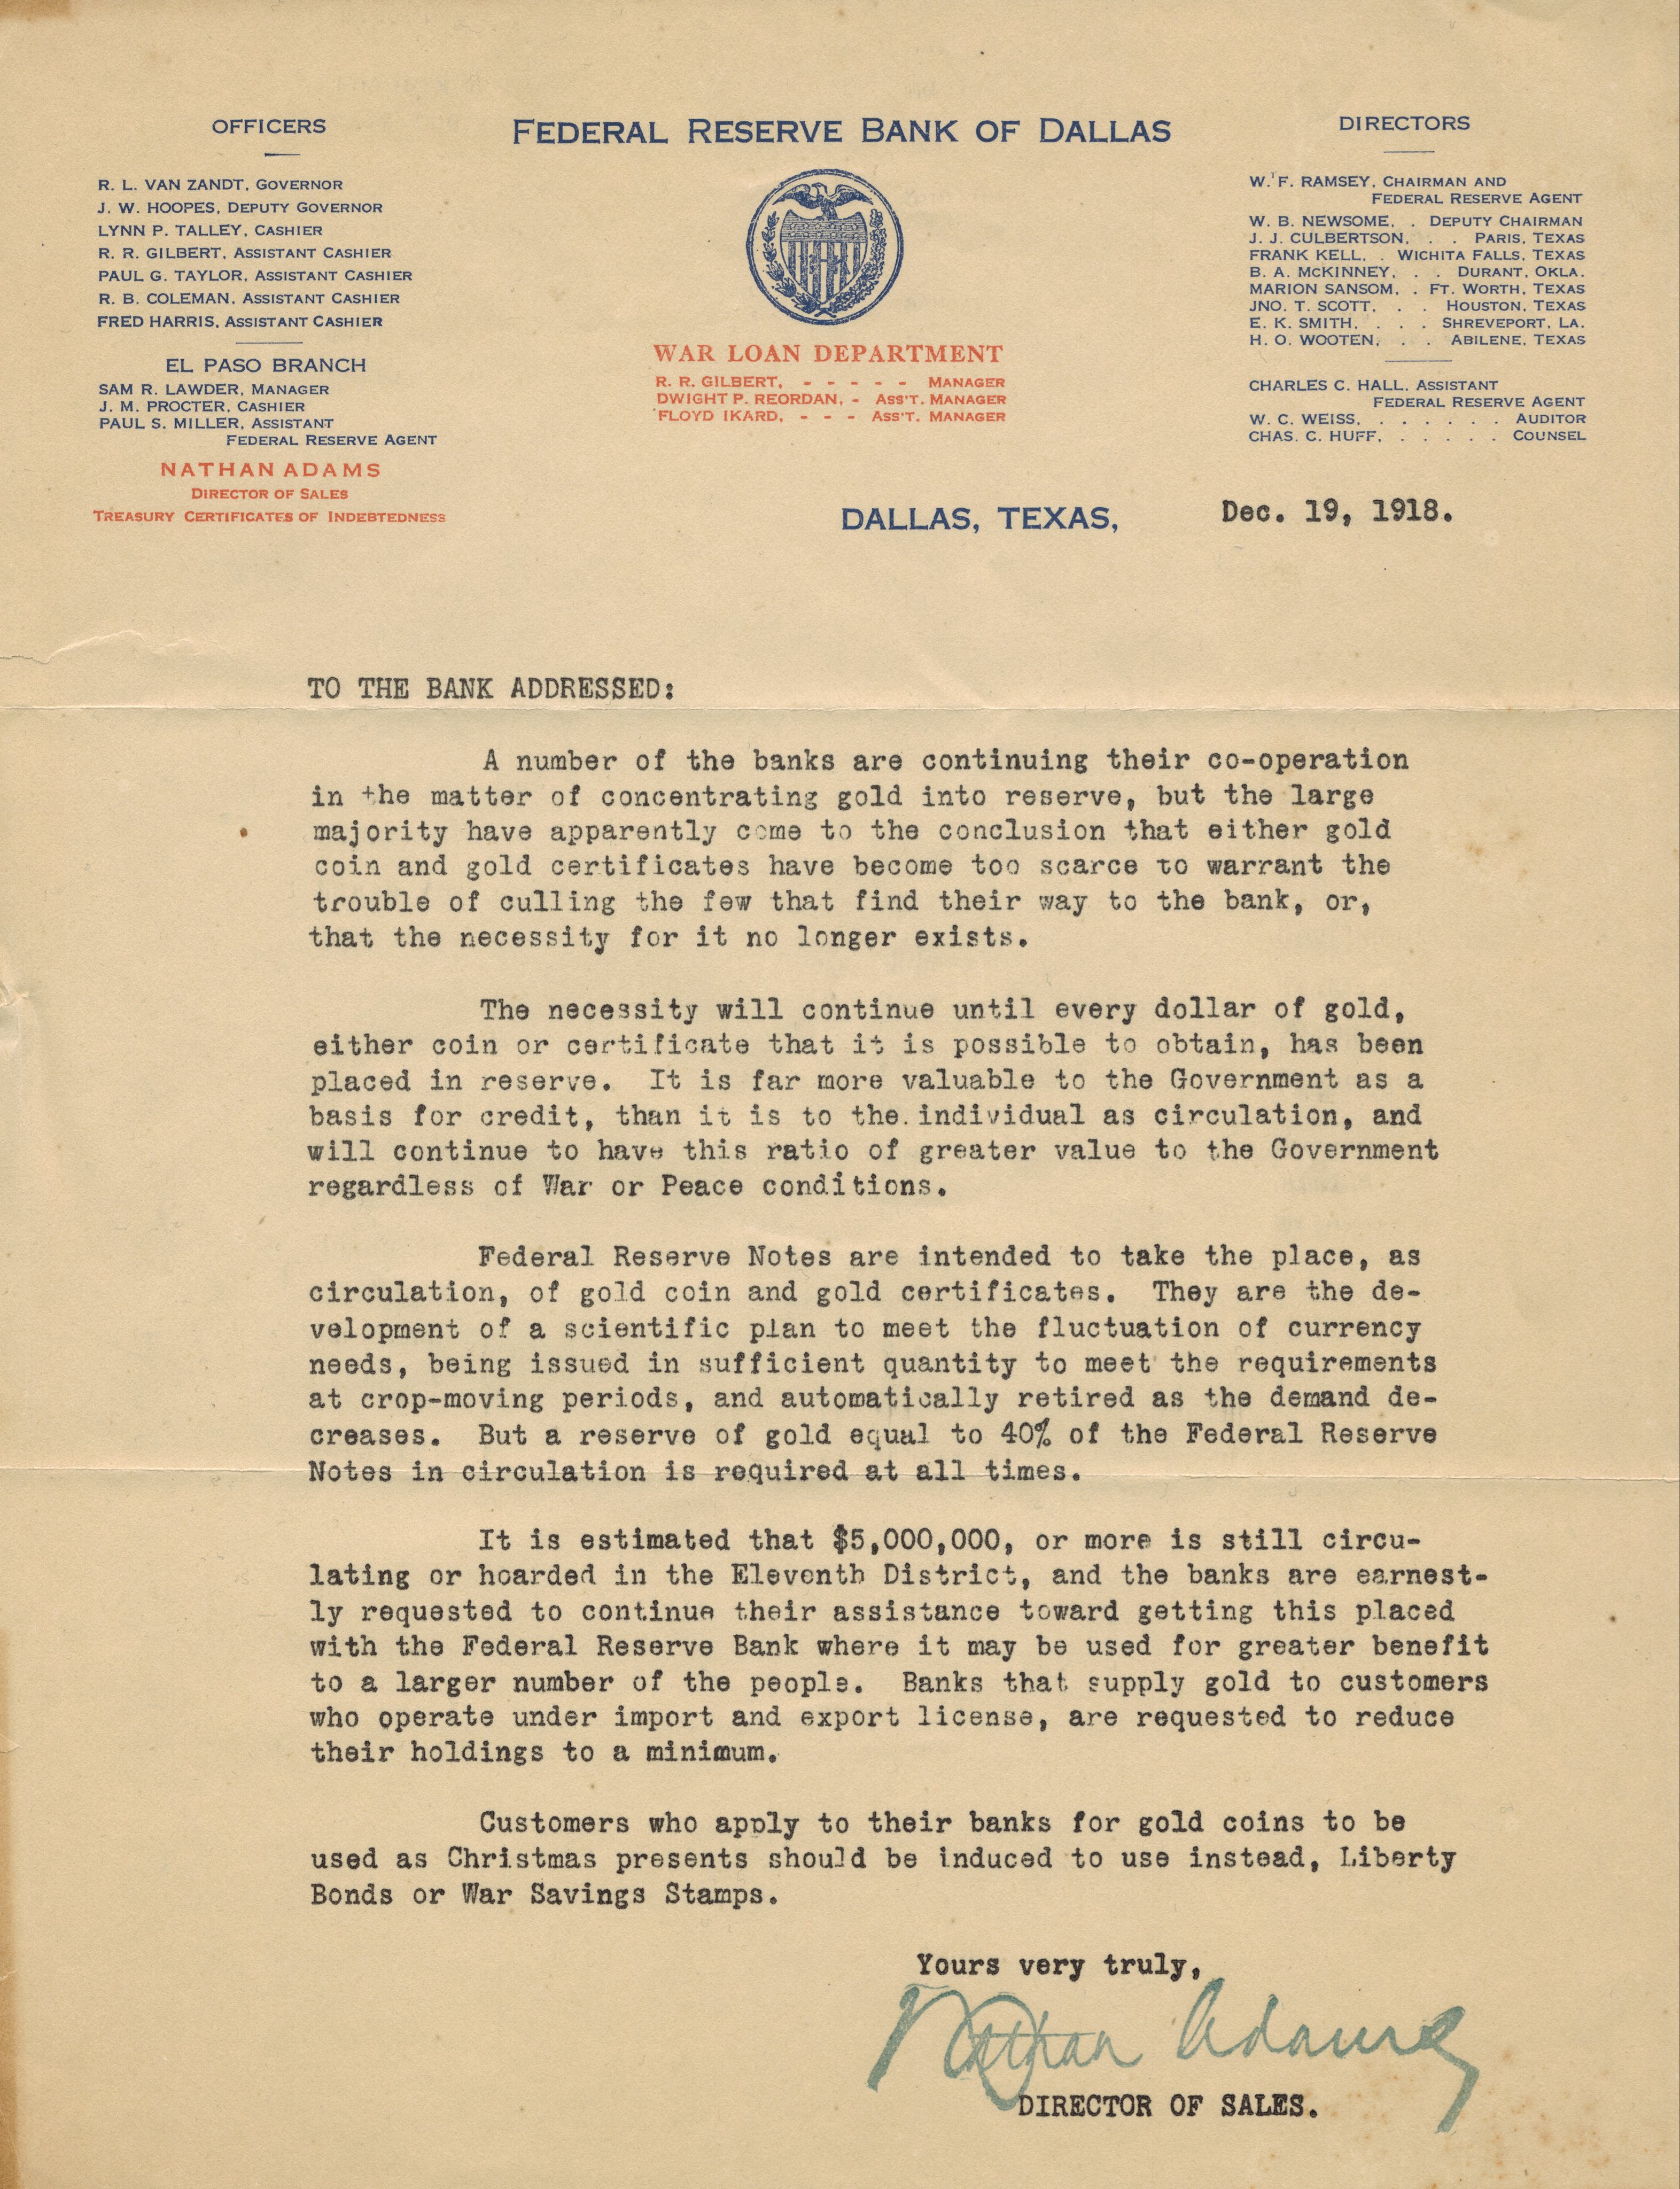 OFFICERS
R. L. VAN ZANDT, GOVERNOR
J. W. HOOPES, DEPUTY GOVERNOR
LYNN P. TALLEY, CASHIER
R. R. GILBERT, ASSISTANT CASHIER
PAUL G. TAYLOR, ASSISTANT CASHIER
R. B. COLEMAN, ASSISTANT CASHIER
FRED HARRIS, ASSISTANT CASHIER
EL PASO BRANCH
SAM R. LAWDER, MANAGER
J. M. PROCTER, CASHIER
PAUL S. MILLER, ASSISTANT
FEDERAL RESERVE AGENT
NATHAN ADAMS
DIRECTOR OF SALES
TREASURY CERTIFICATES OF INDEBTEDNESS
FEDERAL RESERVE BANK OF DALLAS
WAR LOAN DEPARTMENT
R. R. GILBERT, - - - - - MANAGER
DWIGHT P. REORDAN, - ASS'T. MANAGER
FLOYD IKARD, - - - ASS'T. MANAGER
DIRECTORS
W. F. RAMSEY, CHAIRMAN AND
FEDERAL RESERVE AGENT
W. B. NEWSOME, . DEPUTY CHAIRMAN
J. J. CULBERTSON, . . PARIS, TEXAS
FRANK KELL, . WICHITA FALLS, TEXAS
B. A. McKINNEY, . . DURANT, OKLA.
MARION SANSOM, . FT. WORTH, TEXAS
JNO. T. SCOTT, . . HOUSTON, TEXAS
E. K. SMITH, . . . SHREVEPORT, LA.
H. O. WOOTEN, . . ABILENE, TEXAS
CHARLES C. HALL, ASSISTANT
FEDERAL RESERVE AGENT
W. C. WEISS, . . . . . . AUDITOR
CHAS. C. HUFF, . . . . . COUNSEL
DALLAS, TEXAS, Dec. 19, 1918.
TO THE BANK ADDRESSED:
A number of the banks are continuing their co-operation
in the matter of concentrating gold into reserve, but the large
majority have apparently come to the conclusion that either gold
coin and gold certificates have become too scarce to warrant the
trouble of culling the few that find their way to the bank, or,
that the necessity for it no longer exists.
The necessity will continue until every dollar of gold,
either coin or certificate that it is possible to obtain, has been
placed in reserve. It is far more valuable to the Government as a
basis for credit, than it is to the individual as circulation, and
will continue to have this ratio of greater value to the Government
regardless of War or Peace conditions.
Federal Reserve Notes are intended to take the place, as
circulation, of gold coin and gold certificates. They are the de-
velopment of a scientific plan to meet the fluctuation of currency
needs, being issued in sufficient quantity to meet the requirements
at crop-moving periods, and automatically retired as the demand de-
creases. But a reserve of gold equal to 40% of the Federal Reserve
Notes in circulation is required at all times.
It is estimated that $5,000,000, or more is still circu-
lating or hoarded in the Eleventh District, and the banks are earnest-
ly requested to continue their assistance toward getting this placed
with the Federal Reserve Bank where it may be used for greater benefit
to a larger number of the people. Banks that supply gold to customers
who operate under import and export license, are requested to reduce
their holdings to a minimum.
Customers who apply to their banks for gold coins to be
used as Christmas presents should be induced to use instead, Liberty
Bonds or War Savings Stamps.
Yours very truly,
Nathan Adams
DIRECTOR OF SALES.